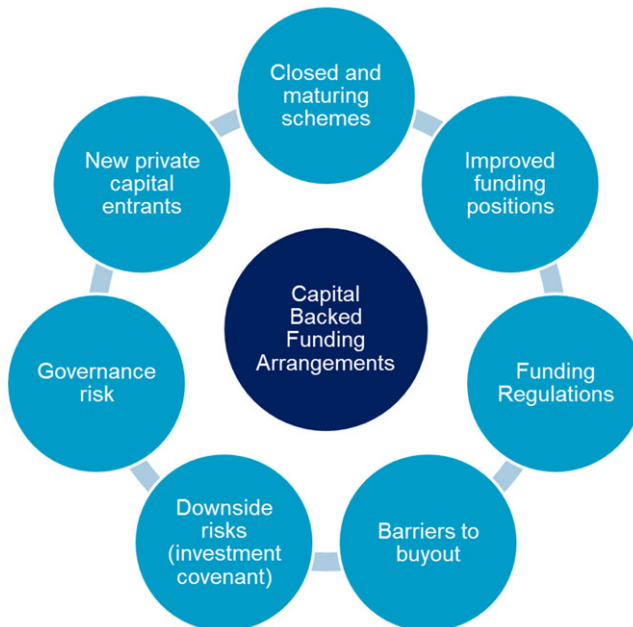 Closed and
maturing
schemes
Improved
funding
positions
Funding
Regulations
Barriers to
buyout
Downside
risks
(investment
covenant)
Governance
risk
New private
capital
entrants
Capital
Backed
Funding
Arrangements